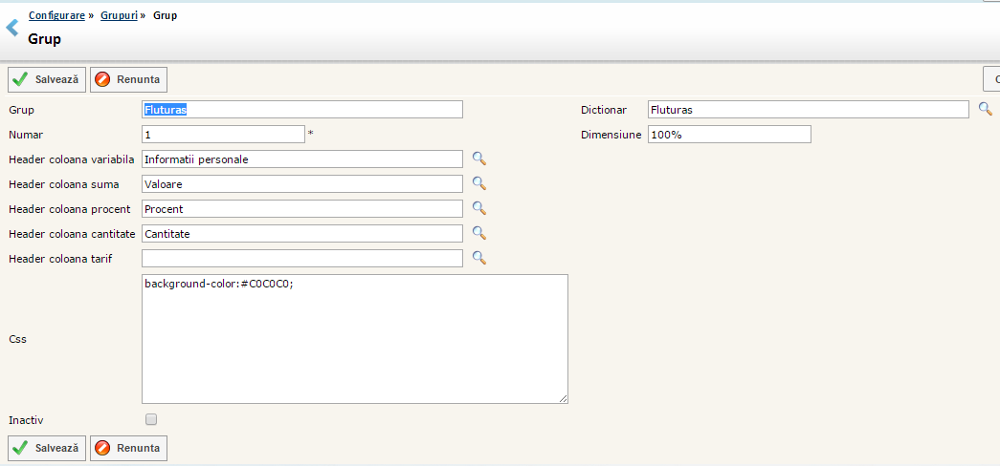 Configurare » Grupuri » Grup
Grup
Salvează Renunta
Grup Fluturas Dictionar Fluturas
Numar 1 * Dimensiune 100%
Header coloana variabila Informatii personale
Header coloana suma Valoare
Header coloana procent Procent
Header coloana cantitate Cantitate
Header coloana tarif
background-color:#C0C0C0;
Css
Inactiv
Salvează Renunta